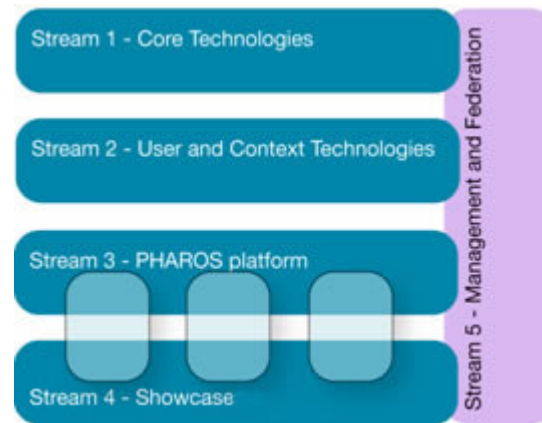 Stream 1 - Core Technologies
Stream 2 - User and Context Technologies
Stream 3 - PHAROS platform
Stream 4 - Showcase
Stream 5 - Management and Federation